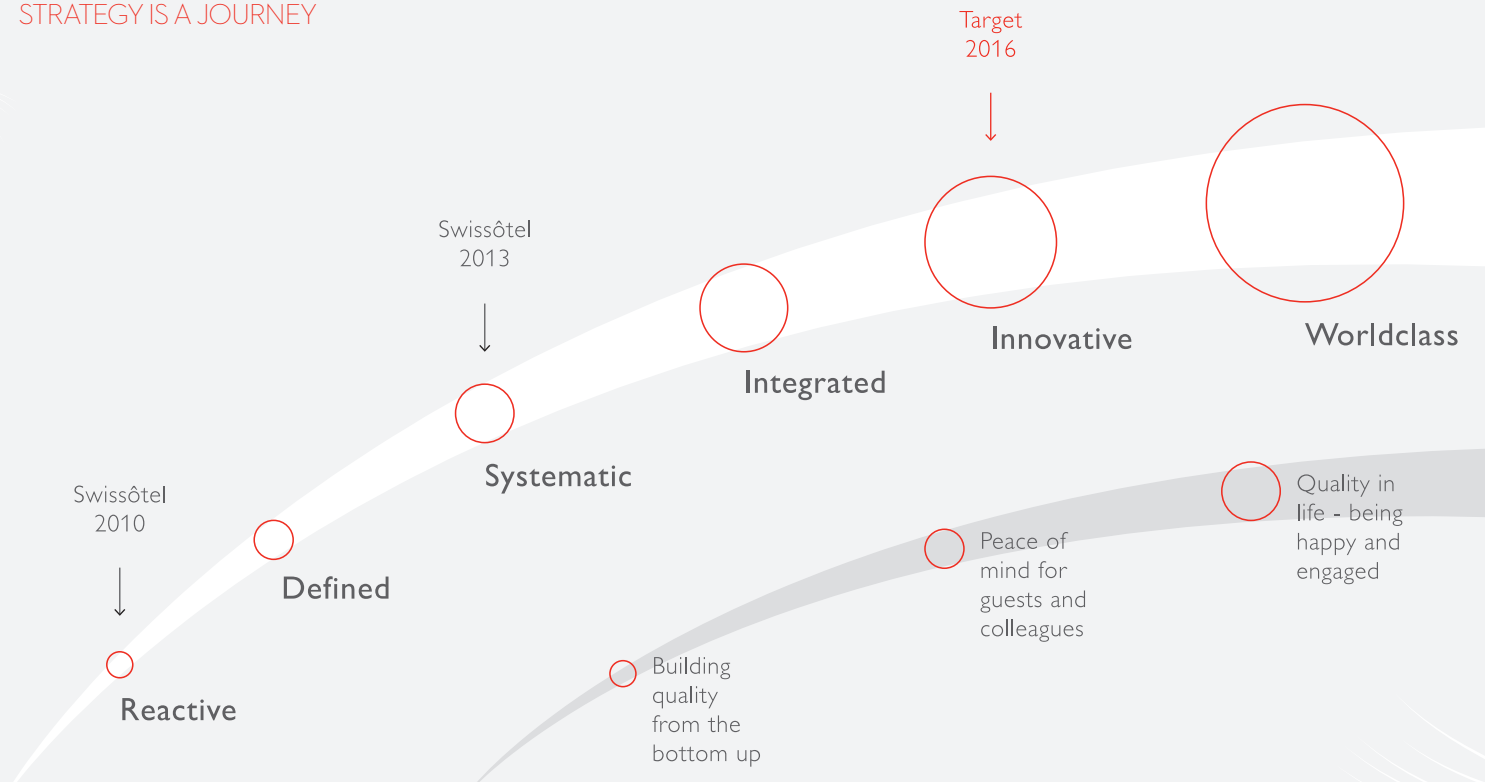 STRATEGY IS A JOURNEY
Target
2016
Swissôtel
2013
Swissôtel
2010
Reactive
Defined
Systematic
Integrated
Innovative
Worldclass
Building
quality
from the
bottom up
Peace of
mind for
guests and
colleagues
Quality in
life - being
happy and
engaged